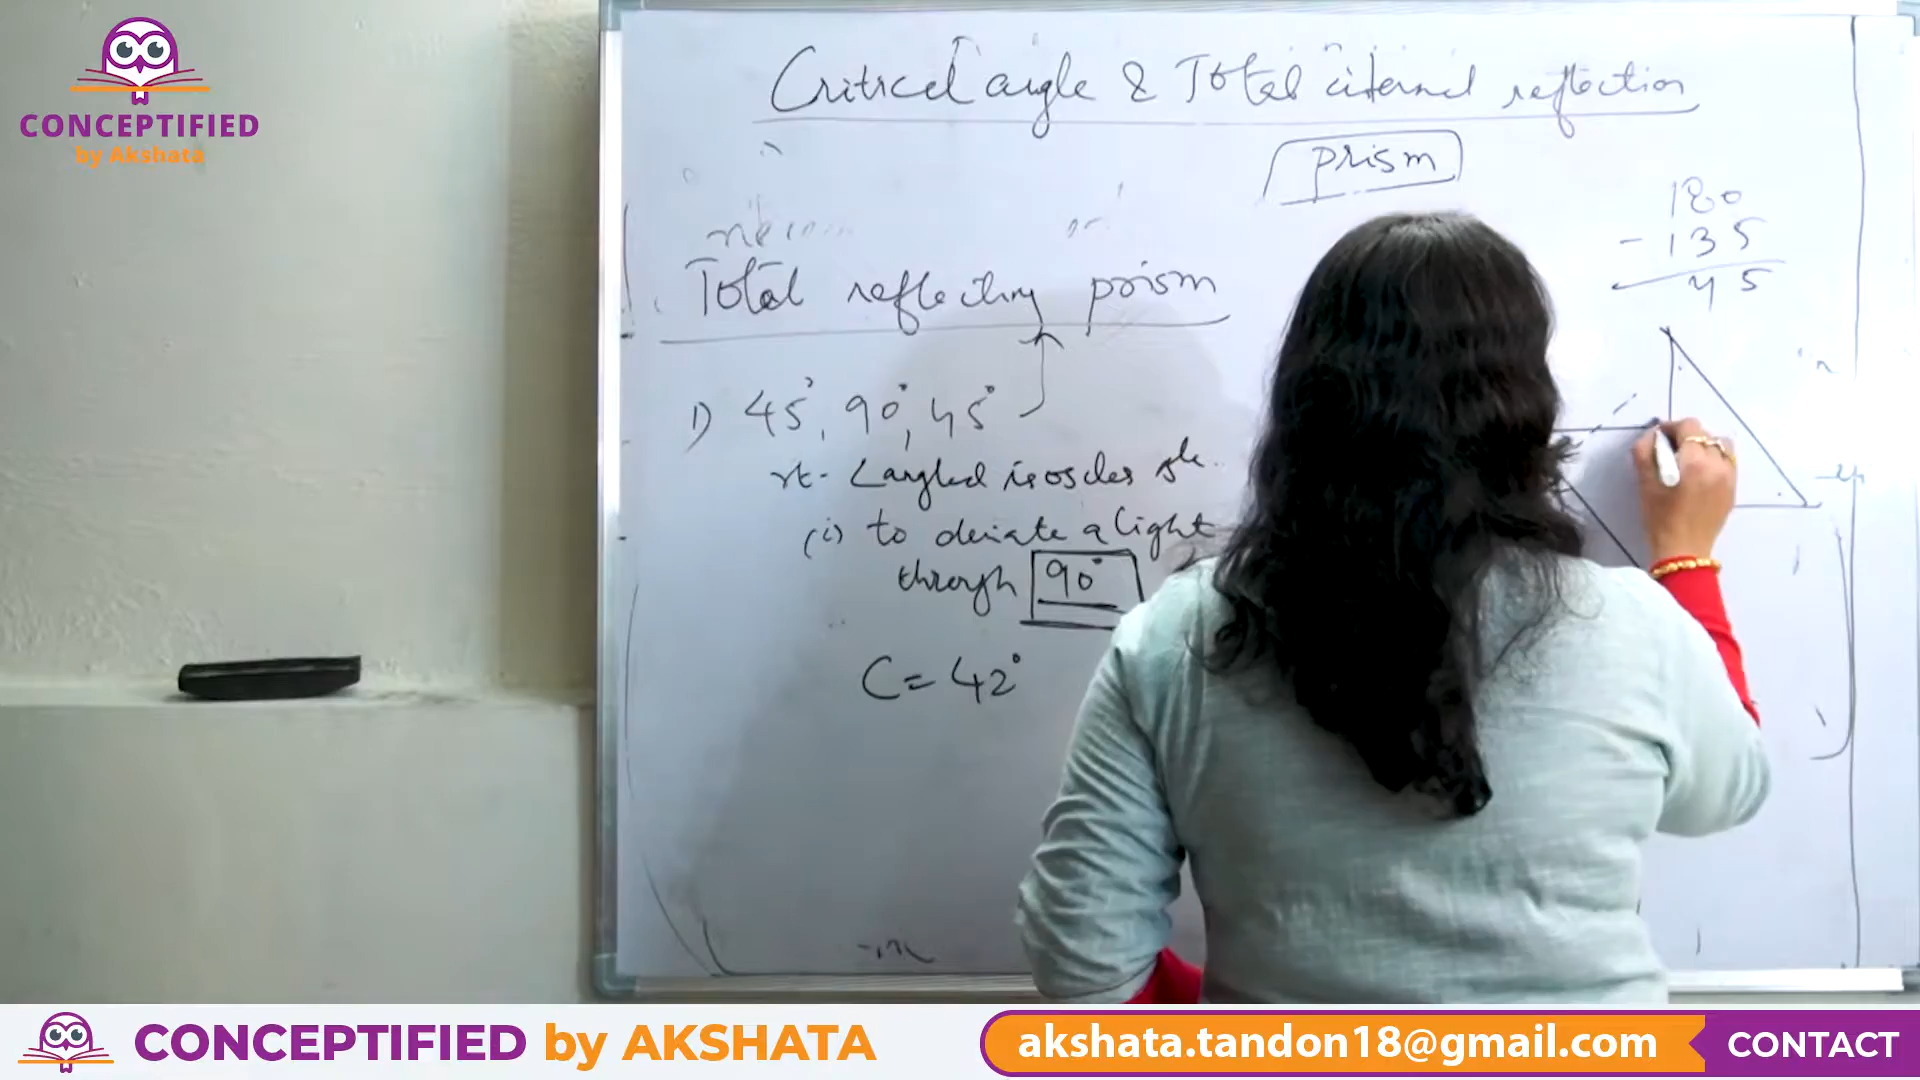 CONCEPTIFIED
by Akshata
Critical angle & Total internal reflection
prism
180
- 135
45
Total reflecting prism
1) 45°, 90°, 45°
rt. ∠angled isosceles
(i) to deviate a light
through 90°
C = 42°
CONCEPTIFIED by AKSHATA
akshata.tandon18@gmail.com
CONTACT